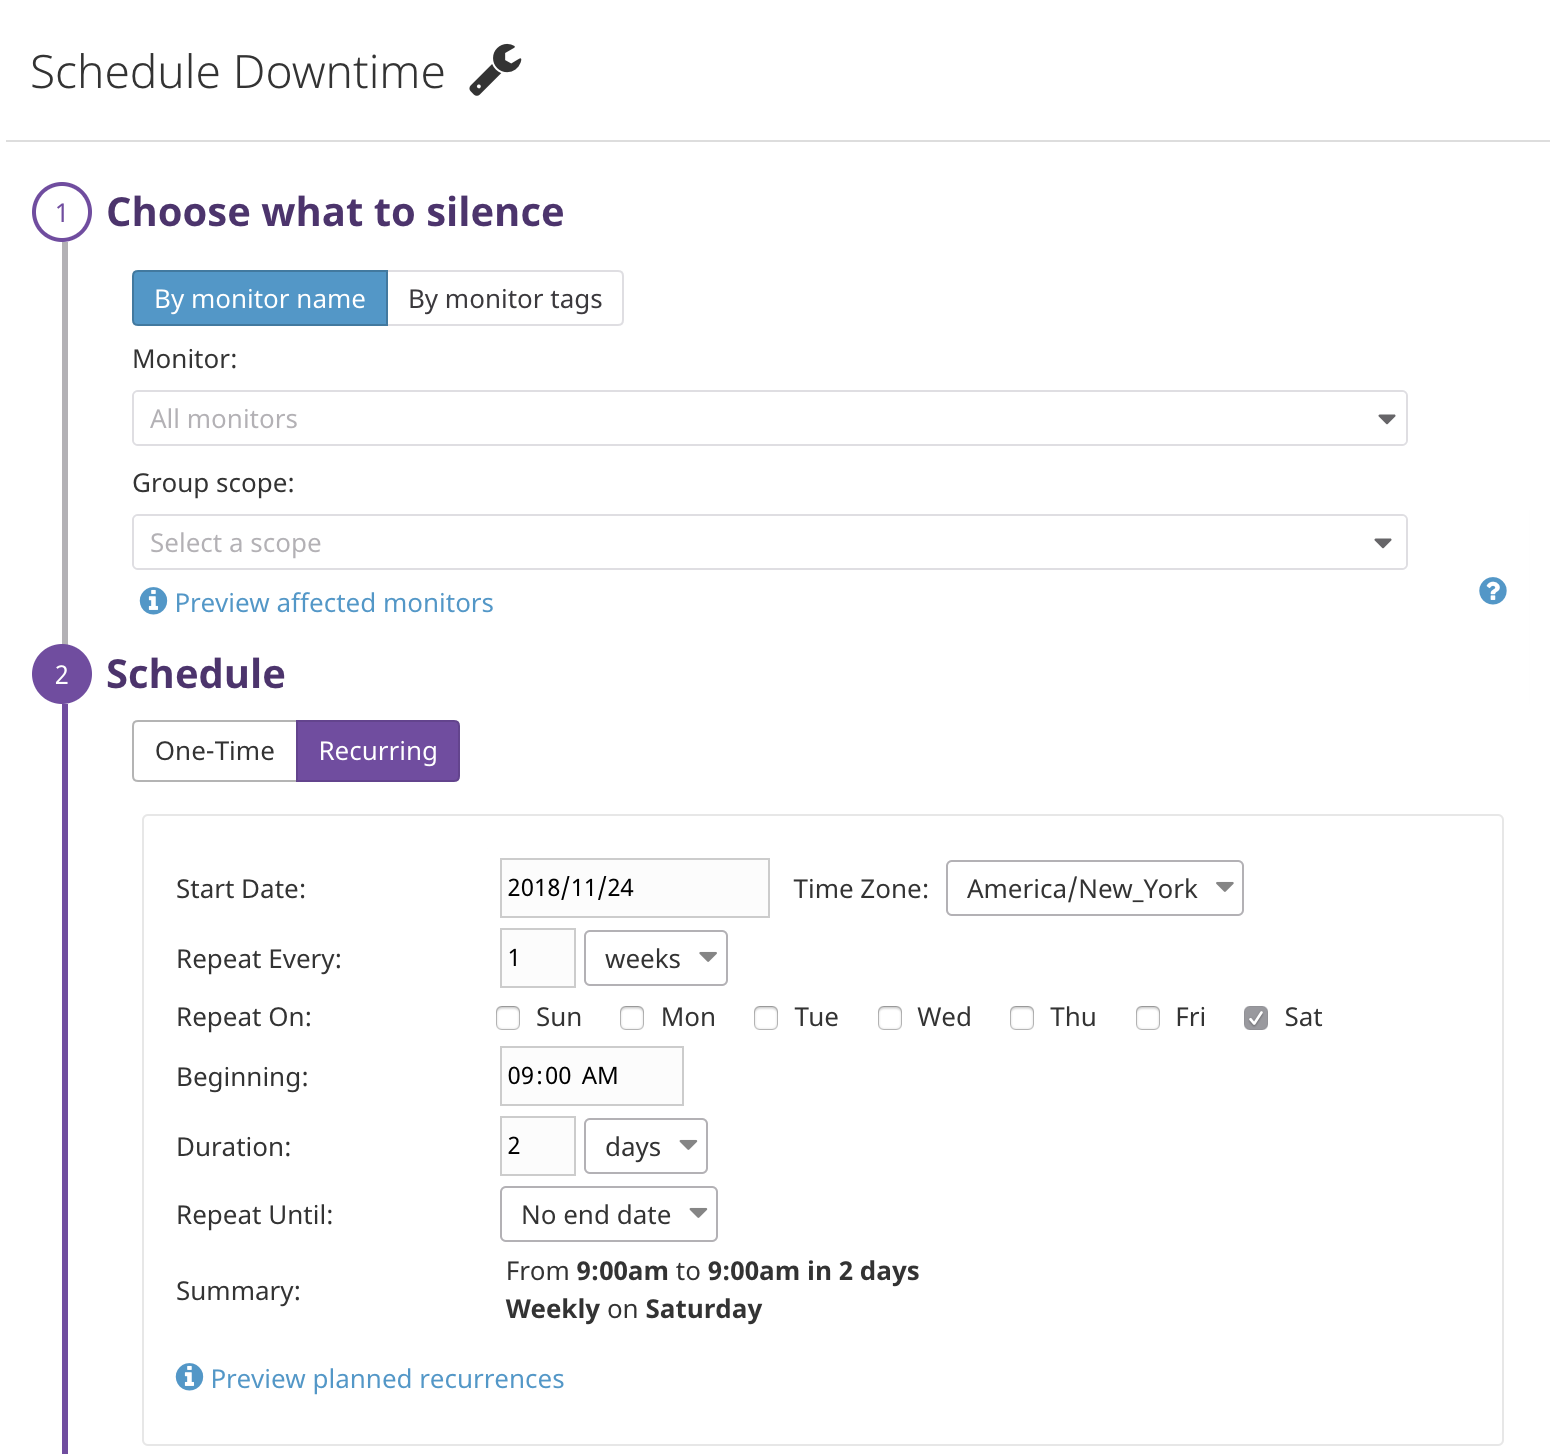 Schedule Downtime
1 Choose what to silence
By monitor name By monitor tags
Monitor:
All monitors
Group scope:
Select a scope
Preview affected monitors
2 Schedule
One-Time Recurring
Start Date: 2018/11/24 Time Zone: America/New_York
Repeat Every: 1 weeks
Repeat On: Sun Mon Tue Wed Thu Fri Sat
Beginning: 09:00 AM
Duration: 2 days
Repeat Until: No end date
Summary: From 9:00am to 9:00am in 2 days
Weekly on Saturday
Preview planned recurrences